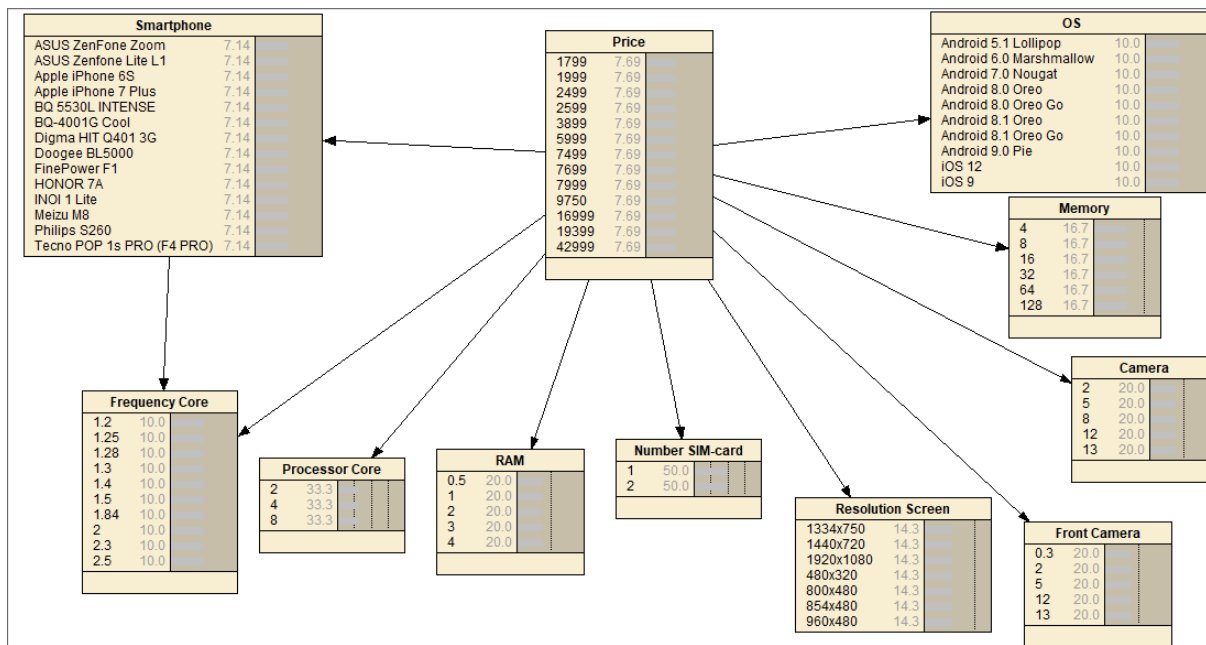 Smartphone
ASUS ZenFone Zoom 7.14
ASUS Zenfone Lite L1 7.14
Apple iPhone 6S 7.14
Apple iPhone 7 Plus 7.14
BQ 5530L INTENSE 7.14
BQ-4001G Cool 7.14
Digma HIT Q401 3G 7.14
Doogee BL5000 7.14
FinePower F1 7.14
HONOR 7A 7.14
INOI 1 Lite 7.14
Meizu M8 7.14
Philips S260 7.14
Tecno POP 1s PRO (F4 PRO) 7.14
Price
1799 7.69
1999 7.69
2499 7.69
2599 7.69
3899 7.69
5999 7.69
7499 7.69
7699 7.69
7999 7.69
9750 7.69
16999 7.69
19399 7.69
42999 7.69
OS
Android 5.1 Lollipop 10.0
Android 6.0 Marshmallow 10.0
Android 7.0 Nougat 10.0
Android 8.0 Oreo 10.0
Android 8.0 Oreo Go 10.0
Android 8.1 Oreo 10.0
Android 8.1 Oreo Go 10.0
Android 9.0 Pie 10.0
iOS 12 10.0
iOS 9 10.0
Memory
4 16.7
8 16.7
16 16.7
32 16.7
64 16.7
128 16.7
Camera
2 20.0
5 20.0
8 20.0
12 20.0
13 20.0
Frequency Core
1.2 10.0
1.25 10.0
1.28 10.0
1.3 10.0
1.4 10.0
1.5 10.0
1.84 10.0
2 10.0
2.3 10.0
2.5 10.0
Processor Core
2 33.3
4 33.3
8 33.3
RAM
0.5 20.0
1 20.0
2 20.0
3 20.0
4 20.0
Number SIM-card
1 50.0
2 50.0
Resolution Screen
1334x750 14.3
1440x720 14.3
1920x1080 14.3
480x320 14.3
800x480 14.3
854x480 14.3
960x480 14.3
Front Camera
0.3 20.0
2 20.0
5 20.0
12 20.0
13 20.0